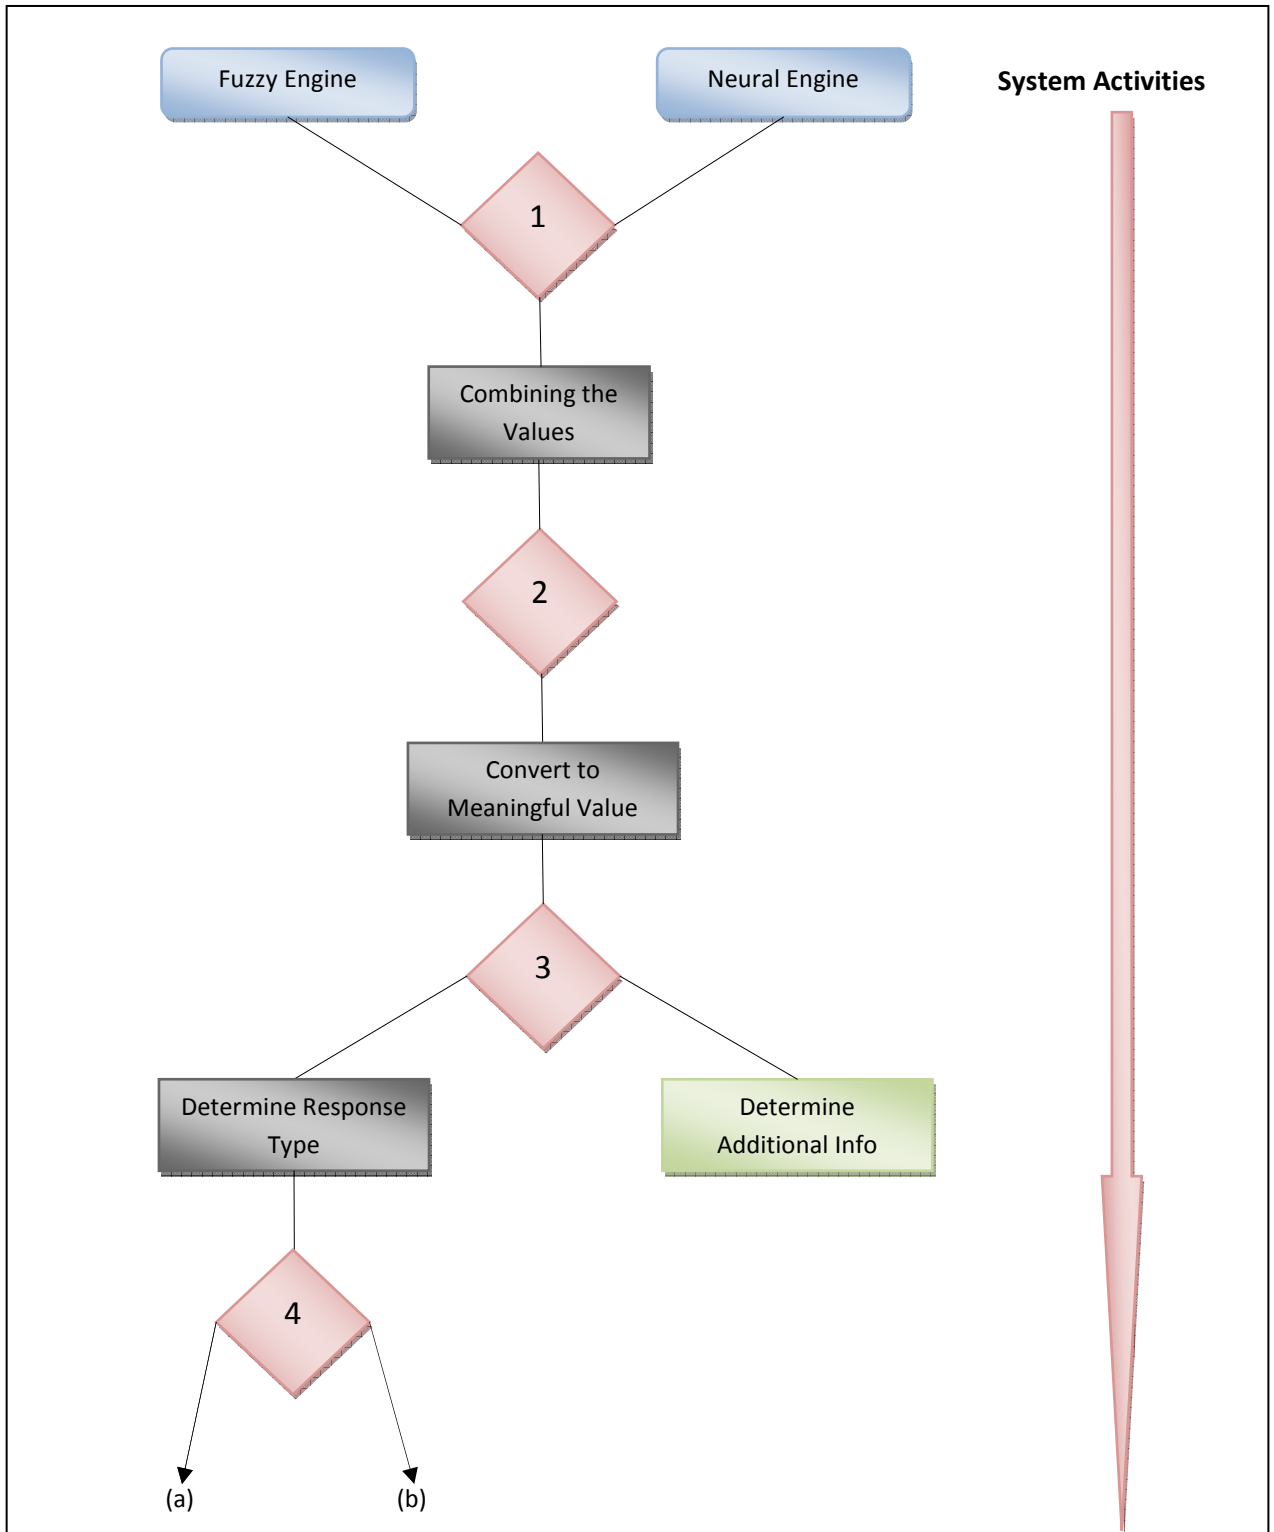 Fuzzy Engine
Neural Engine
System Activities
1
Combining the
Values
2
Convert to
Meaningful Value
3
Determine Response
Type
Determine
Additional Info
4
(a)
(b)